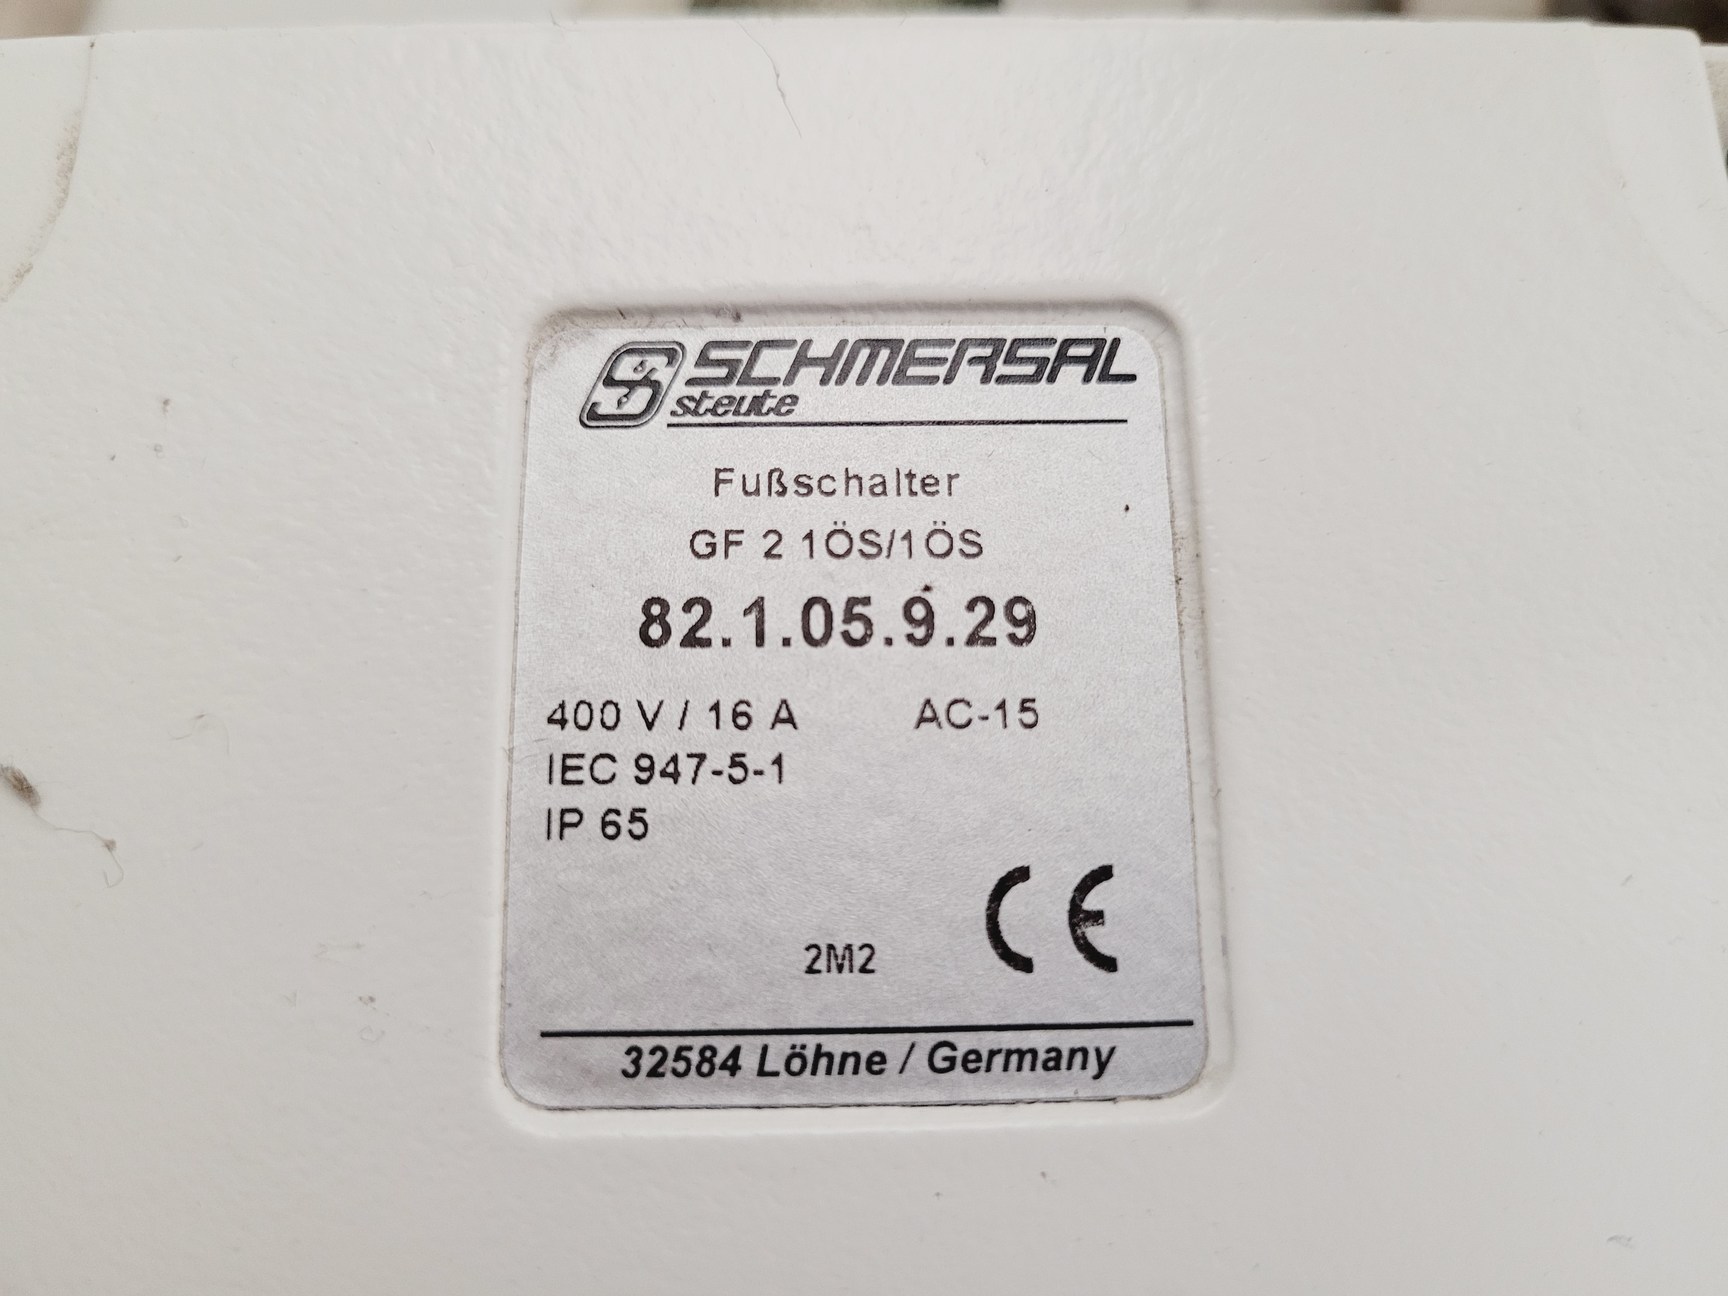 SCHMERSAL
steute
Fußschalter
GF 2 1ÖS/1ÖS
82.1.05.9.29
400 V / 16 A AC-15
IEC 947-5-1
IP 65
2M2 CE
32584 Löhne / Germany